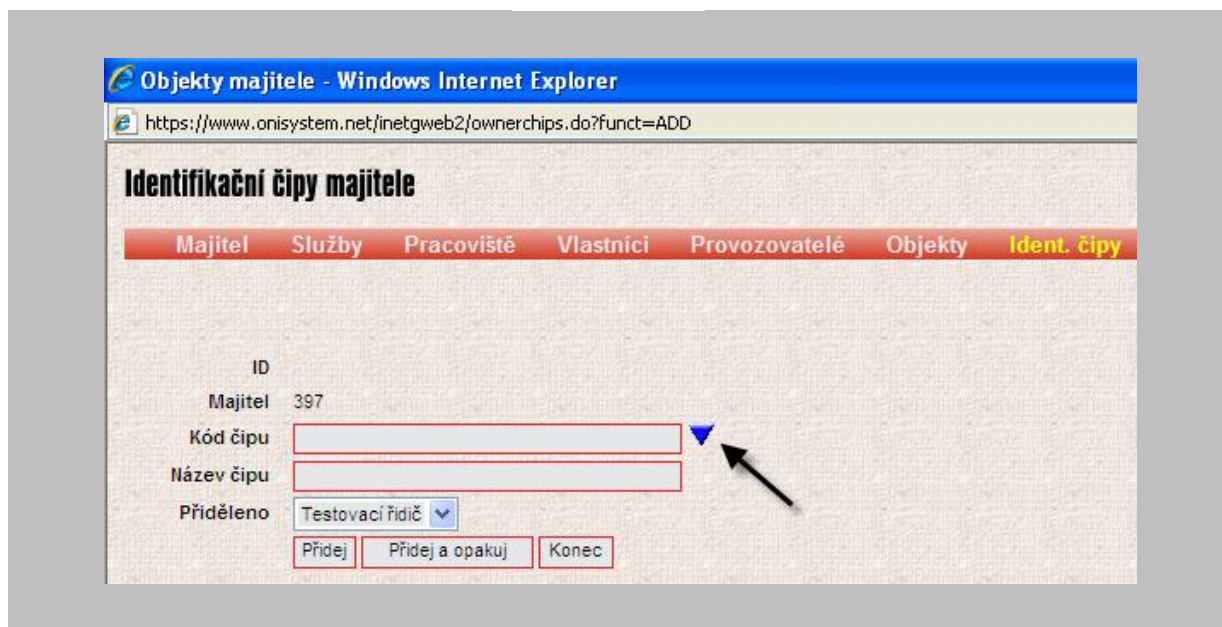 Objekty majitele - Windows Internet Explorer
https://www.onisystem.net/inetgweb2/ownerchips.do?funct=ADD
Identifikační čipy majitele
Majitel Služby Pracoviště Vlastníci Provozovatelé Objekty Ident. čipy
ID
Majitel 397
Kód čipu
Název čipu
Přiděleno Testovací řidič
Přidej Přidej a opakuj Konec